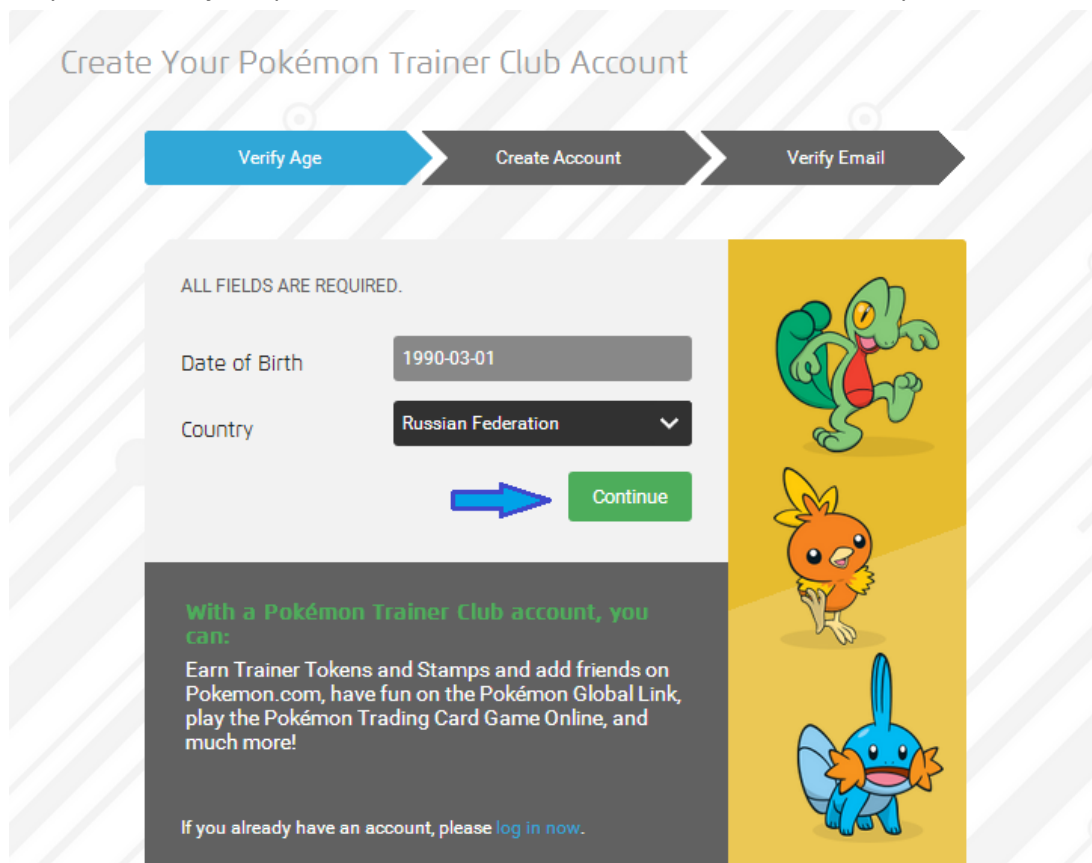 Create Your Pokémon Trainer Club Account
Verify Age
Create Account
Verify Email
ALL FIELDS ARE REQUIRED.
Date of Birth
1990-03-01
Country
Russian Federation
Continue
With a Pokémon Trainer Club account, you
can:
Earn Trainer Tokens and Stamps and add friends on
Pokemon.com, have fun on the Pokémon Global Link,
play the Pokémon Trading Card Game Online, and
much more!
If you already have an account, please log in now.